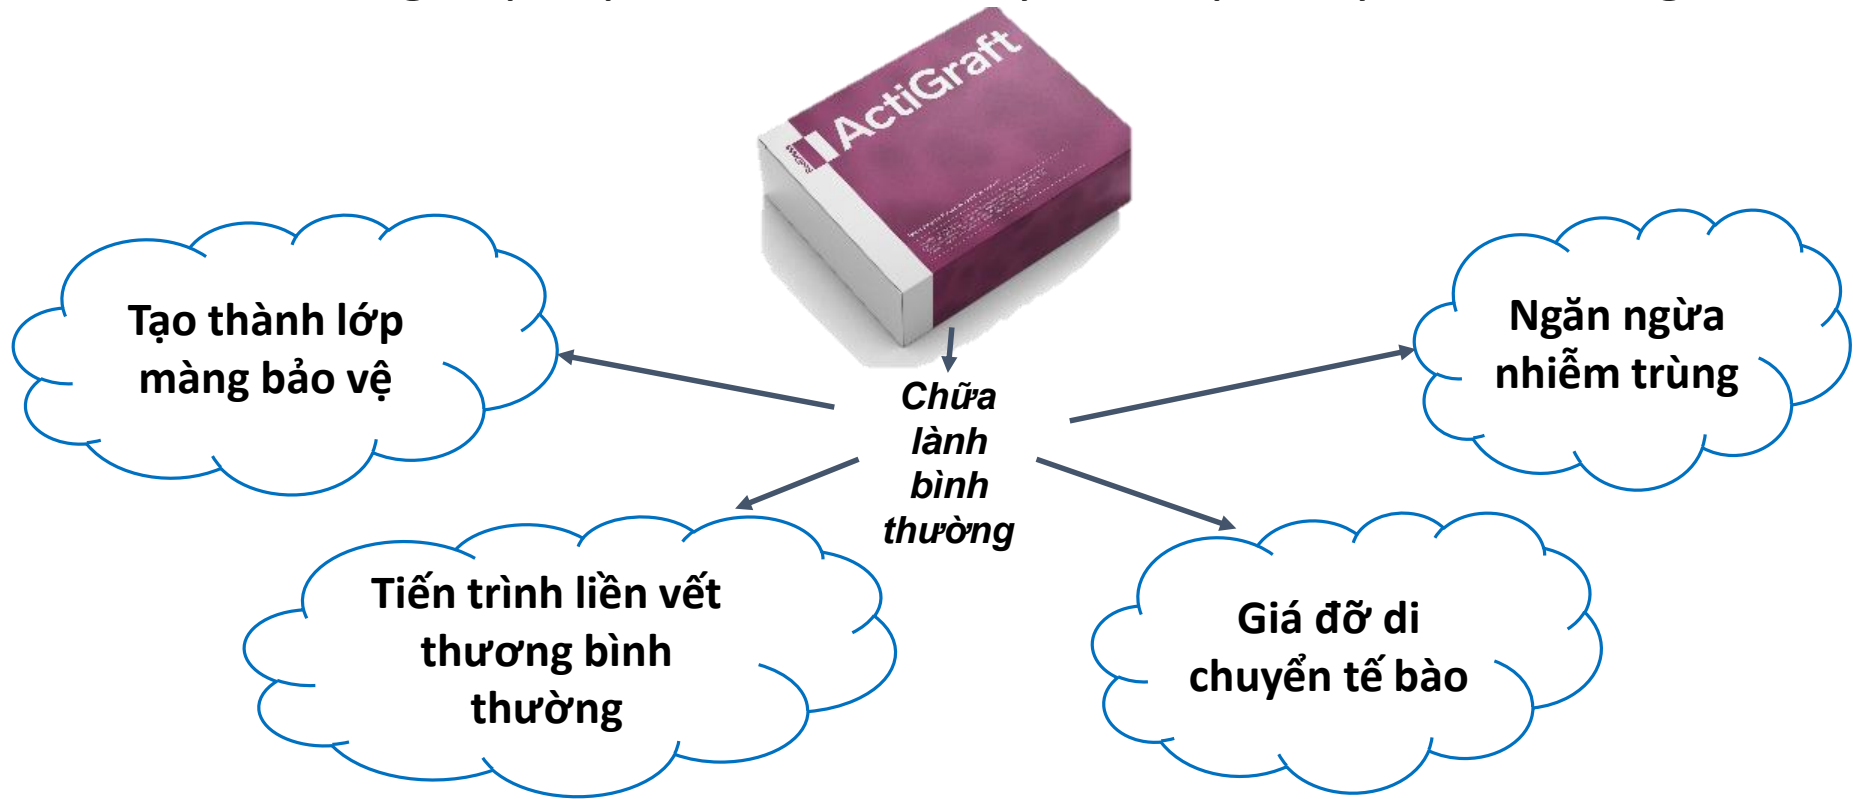 ActiGraft
RedDress
Tạo thành lớp
màng bảo vệ
Ngăn ngừa
nhiễm trùng
Chữa
lành
bình
thường
Tiến trình liền vết
thương bình
thường
Giá đỡ di
chuyển tế bào